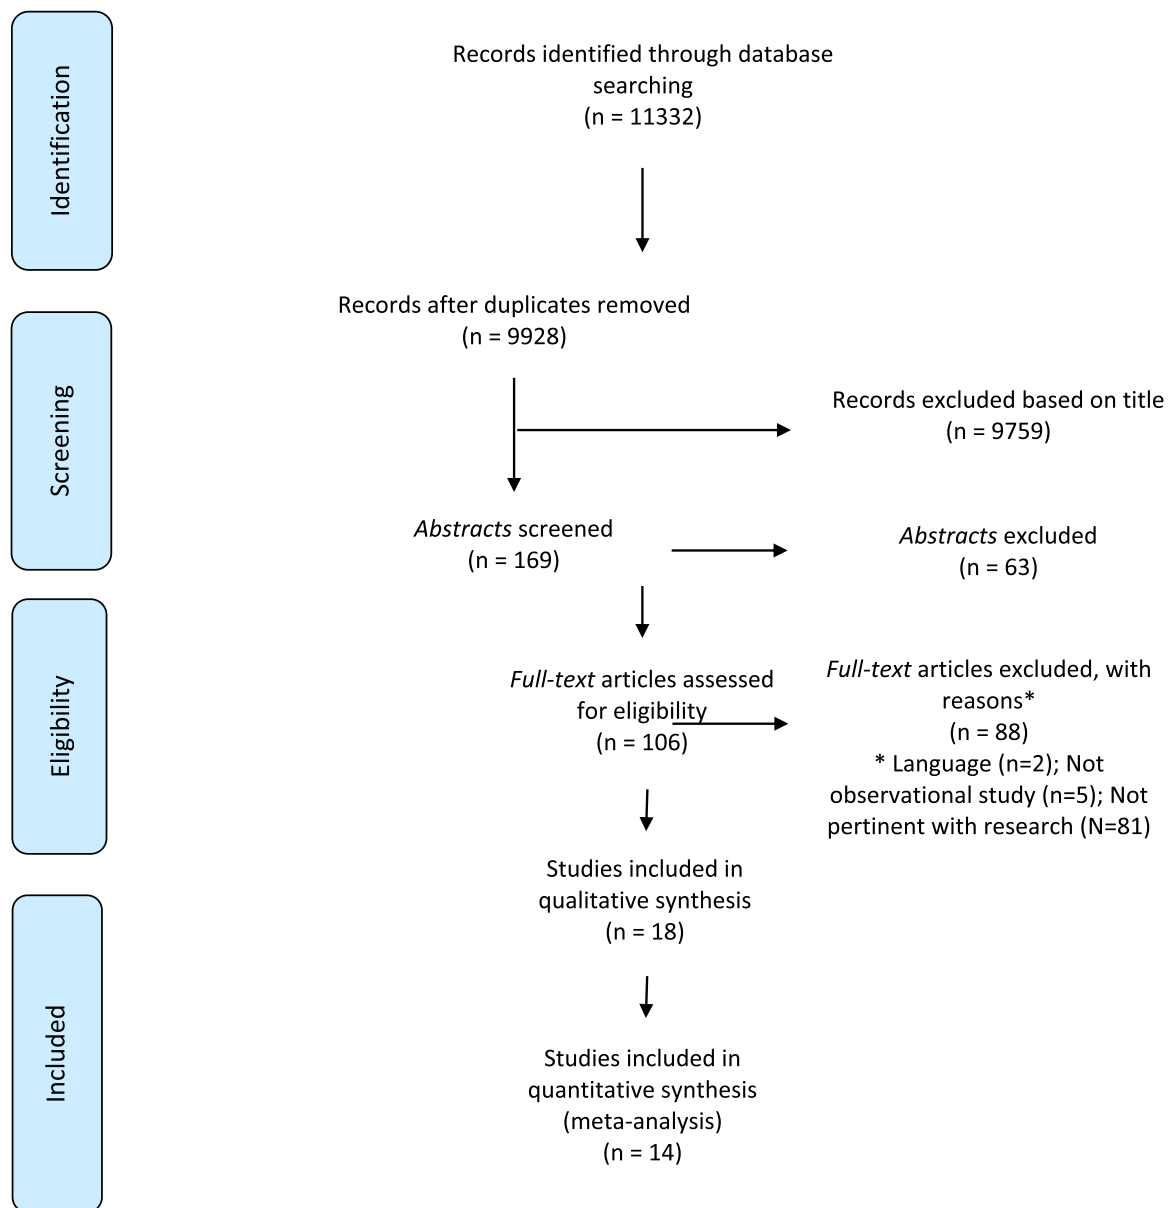 Identification
Records identified through database
searching
(n = 11332)
Screening
Records after duplicates removed
(n = 9928)
Records excluded based on title
(n = 9759)
Abstracts screened
(n = 169)
Abstracts excluded
(n = 63)
Eligibility
Full-text articles assessed
for eligibility
(n = 106)
Full-text articles excluded, with
reasons*
(n = 88)
* Language (n=2); Not
observational study (n=5); Not
pertinent with research (N=81)
Included
Studies included in
qualitative synthesis
(n = 18)
Studies included in
quantitative synthesis
(meta-analysis)
(n = 14)